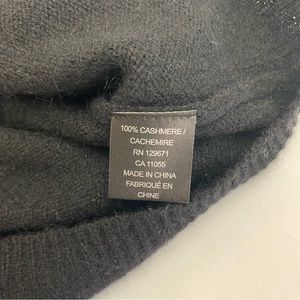 100% CASHMERE /
CACHEMIRE
RN 129671
CA 11055
MADE IN CHINA
FABRIQUÉ EN
CHINE